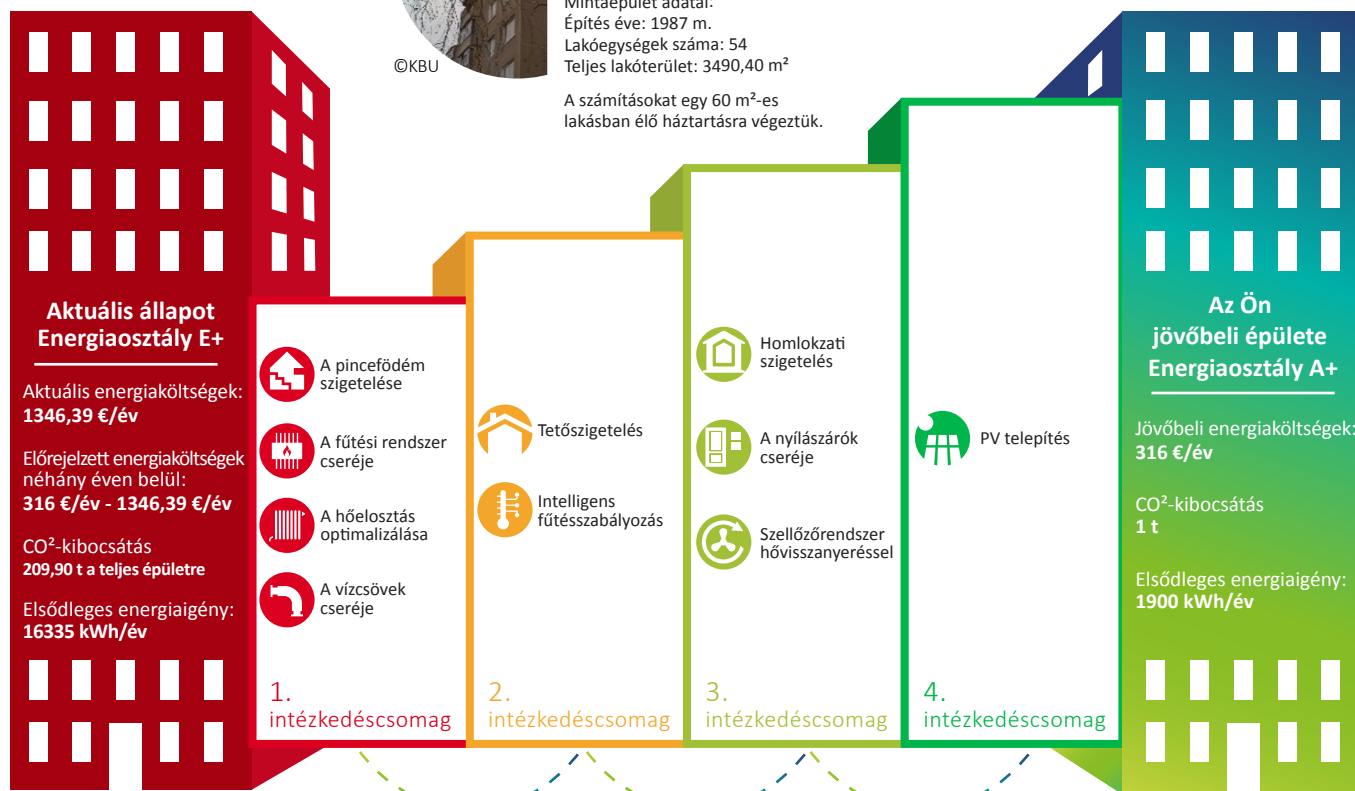 Mintaépület adatai:
Építés éve: 1987 m.
Lakóegységek száma: 54
Teljes lakóterület: 3490,40 m²
©KBU
A számításokat egy 60 m²-es
lakásban élő háztartásra végeztük.
Aktuális állapot
Energiaosztály E+
Aktuális energiaköltségek:
1346,39 €/év
Előrejelzett energiaköltségek
néhány éven belül:
316 €/év - 1346,39 €/év
CO²-kibocsátás
209,90 t a teljes épületre
Elsődleges energiaigény:
16335 kWh/év
A pincefödém
szigetelése
A fűtési rendszer
cseréje
A hőelosztás
optimalizálása
A vízcsövek
cseréje
1.
intézkedéscsomag
Tetőszigetelés
Intelligens
fűtésszabályozás
2.
intézkedéscsomag
Homlokzati
szigetelés
A nyílászárók
cseréje
Szellőzőrendszer
hővisszanyeréssel
3.
intézkedéscsomag
PV telepítés
4.
intézkedéscsomag
Az Ön
jövőbeli épülete
Energiaosztály A+
Jövőbeli energiaköltségek:
316 €/év
CO²-kibocsátás
1 t
Elsődleges energiaigény:
1900 kWh/év